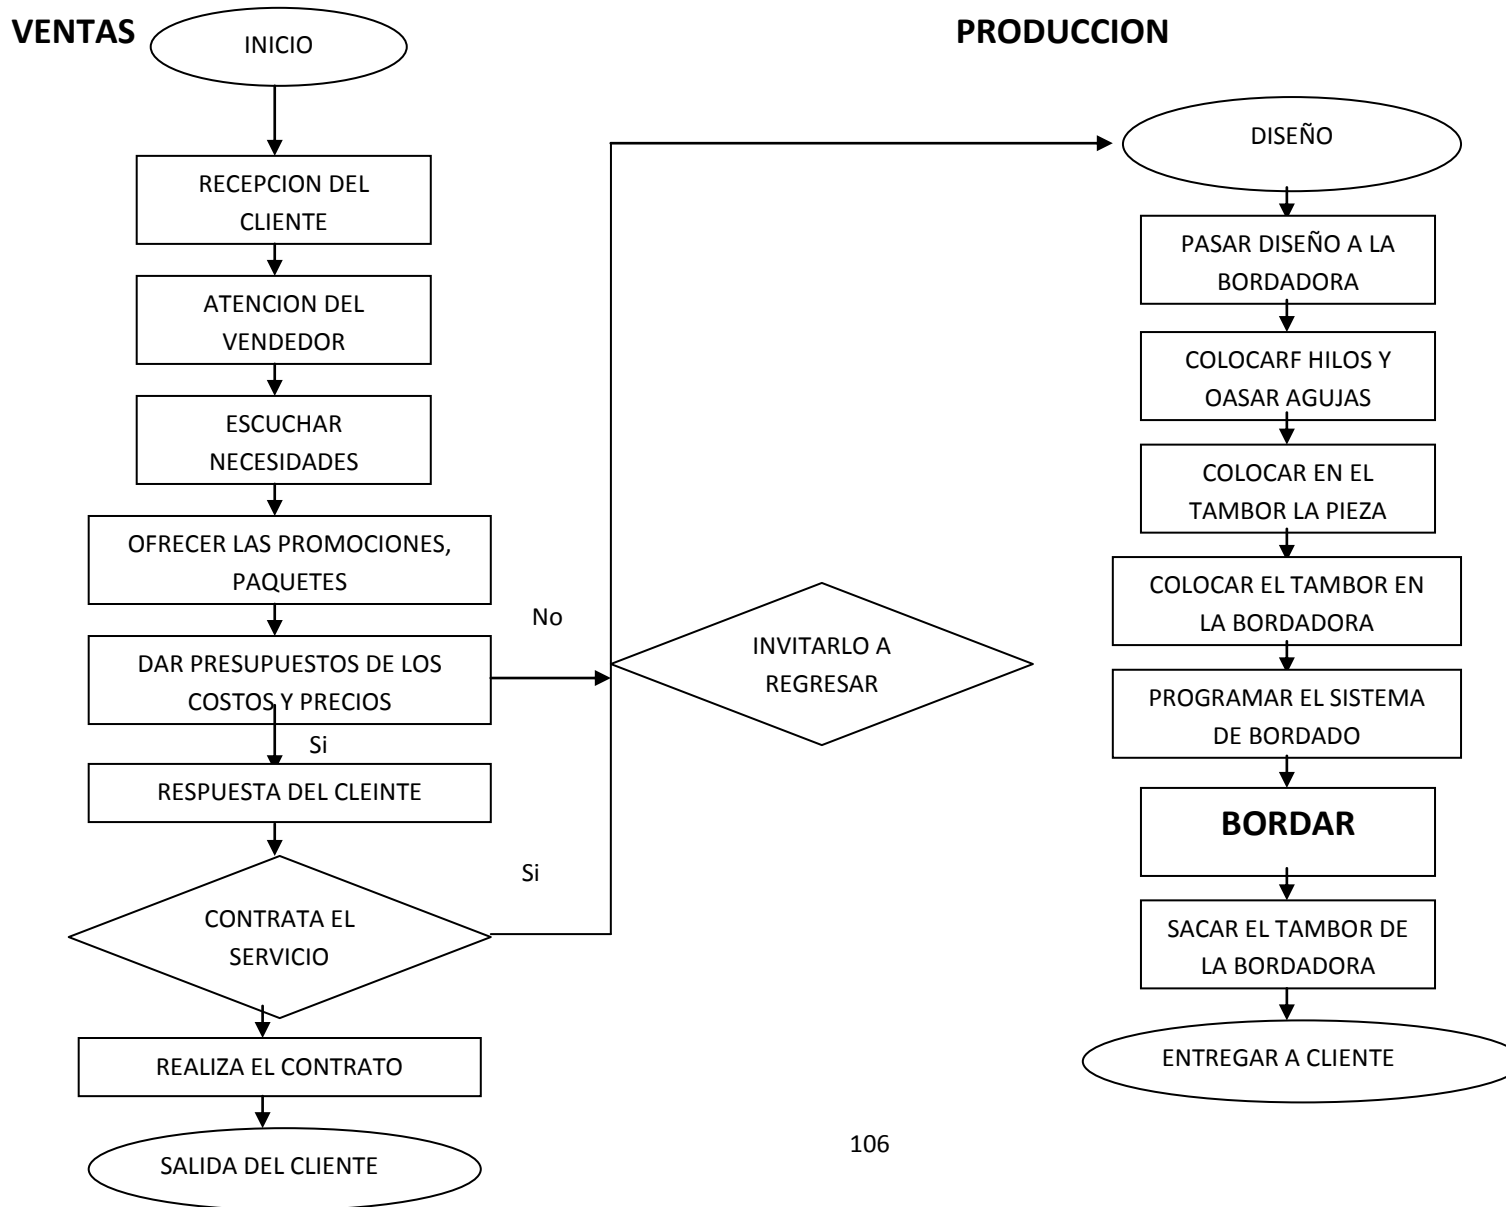 VENTAS
INICIO
RECEPCION DEL
CLIENTE
ATENCION DEL
VENDEDOR
ESCUCHAR
NECESIDADES
OFRECER LAS PROMOCIONES,
PAQUETES
DAR PRESUPUESTOS DE LOS
COSTOS Y PRECIOS
No
INVITARLO A
REGRESAR
Si
RESPUESTA DEL CLEINTE
CONTRATA EL
SERVICIO
Si
REALIZA EL CONTRATO
SALIDA DEL CLIENTE
PRODUCCION
DISEÑO
PASAR DISEÑO A LA
BORDADORA
COLOCARF HILOS Y
OASAR AGUJAS
COLOCAR EN EL
TAMBOR LA PIEZA
COLOCAR EL TAMBOR EN
LA BORDADORA
PROGRAMAR EL SISTEMA
DE BORDADO
BORDAR
SACAR EL TAMBOR DE
LA BORDADORA
ENTREGAR A CLIENTE
106